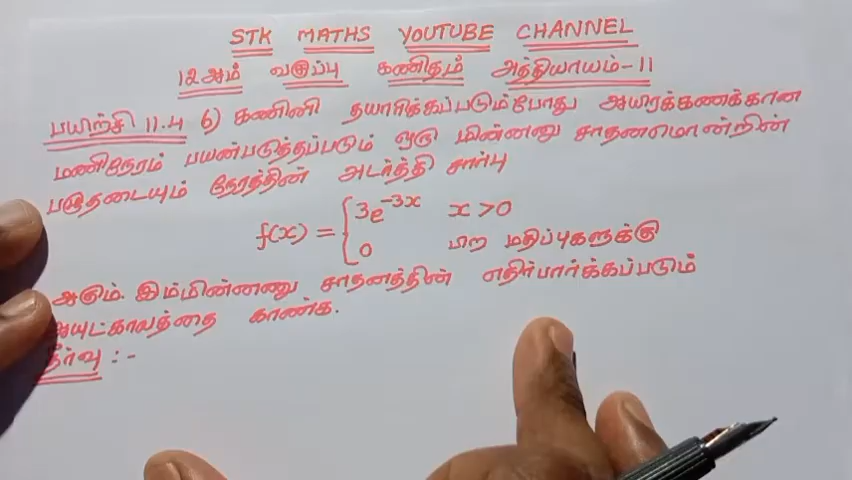 STK MATHS YOUTUBE CHANNEL
12ஆம் வகுப்பு கணிதம் அத்தியாயம்-11
பயிற்சி 11.4 6) கணினி தயாரிக்கப்படும்போது ஆயிரக்கணக்கான
மணிநேரம் பயன்படுத்தப்படும் ஒரு மின்னணு சாதனமொன்றின்
பழுதடையும் நேரத்தின் அடர்த்தி சார்பு
f(x) = { 3e^{-3x} x > 0
0 பிற மதிப்புகளுக்கு
ஆகும். இம்மின்னணு சாதனத்தின் எதிர்பார்க்கப்படும்
ஆயுட்காலத்தை காண்க.
தீர்வு :-